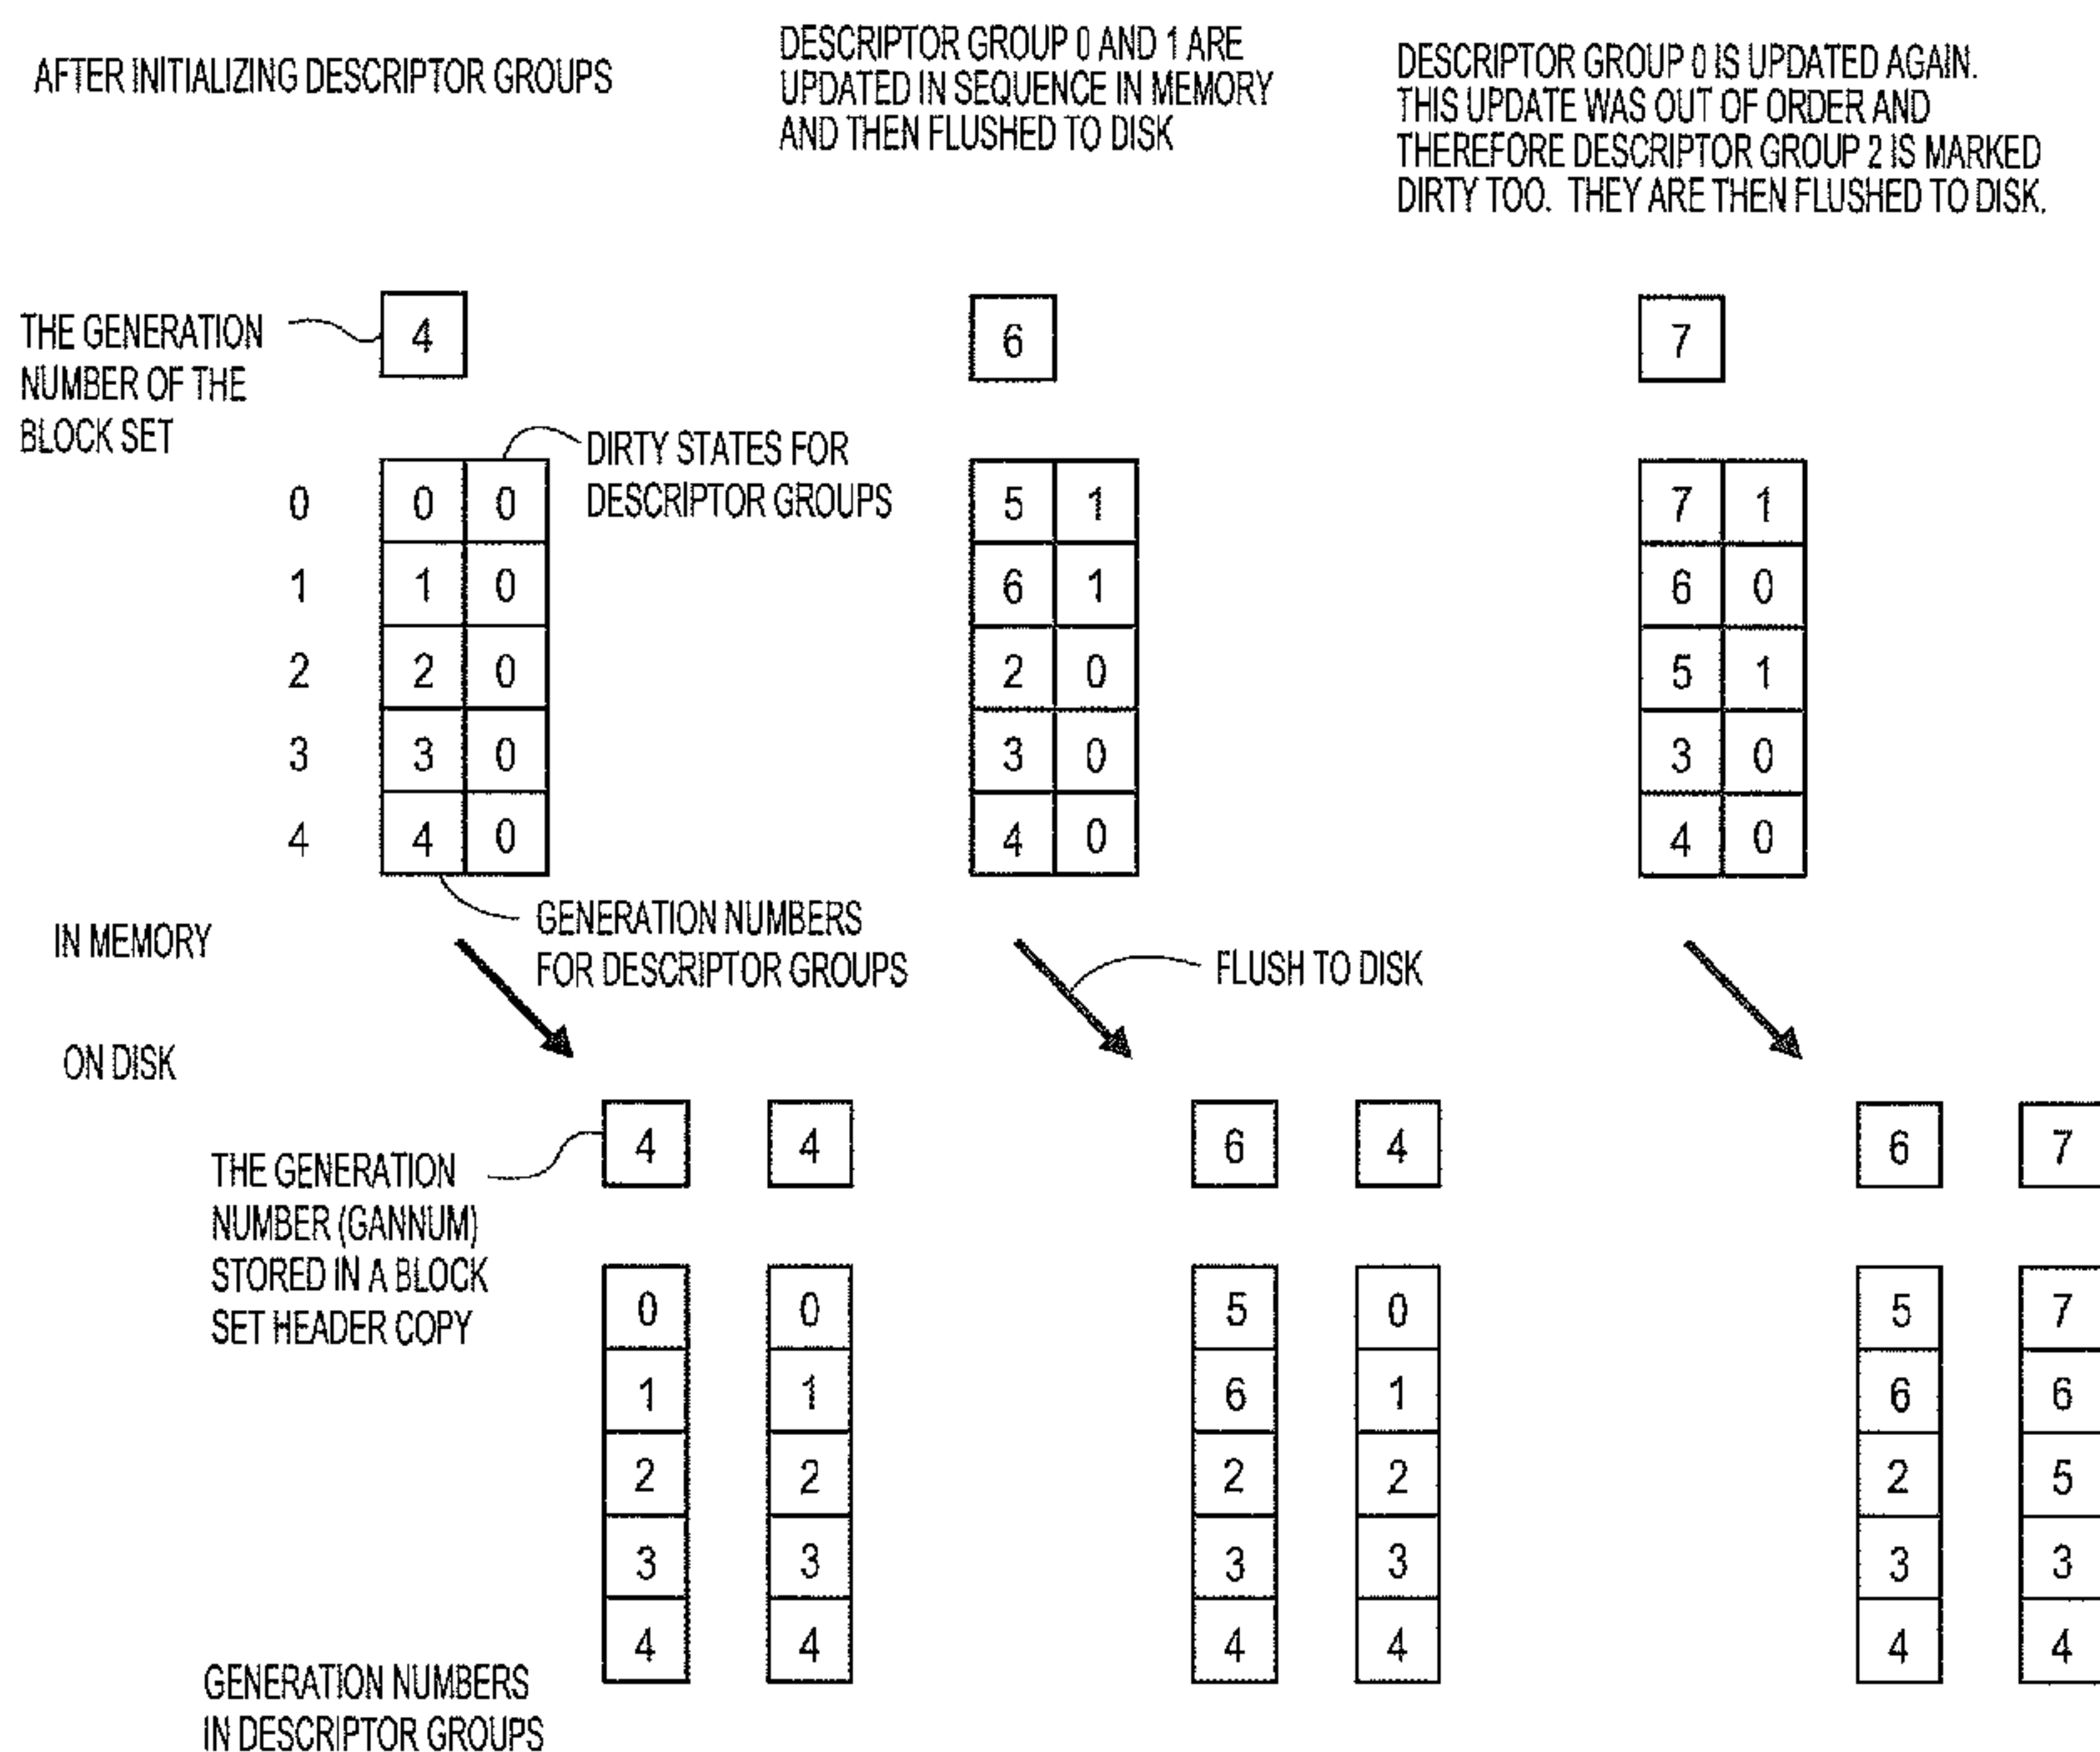 AFTER INITIALIZING DESCRIPTOR GROUPS
DESCRIPTOR GROUP 0 AND 1 ARE
UPDATED IN SEQUENCE IN MEMORY
AND THEN FLUSHED TO DISK
DESCRIPTOR GROUP 0 IS UPDATED AGAIN.
THIS UPDATE WAS OUT OF ORDER AND
THEREFORE DESCRIPTOR GROUP 2 IS MARKED
DIRTY TOO. THEY ARE THEN FLUSHED TO DISK.
THE GENERATION
NUMBER OF THE
BLOCK SET
4 6 7
DIRTY STATES FOR
DESCRIPTOR GROUPS
0 0 0 5 1 7 1
1 1 0 6 1 6 0
2 2 0 2 0 5 1
3 3 0 3 0 3 0
4 4 0 4 0 4 0
GENERATION NUMBERS
FOR DESCRIPTOR GROUPS
IN MEMORY
FLUSH TO DISK
ON DISK
4 4 6 4 6 7
THE GENERATION
NUMBER (GANNUM)
STORED IN A BLOCK
SET HEADER COPY
0 0 5 0 5 7
1 1 6 1 6 6
2 2 2 2 2 5
3 3 3 3 3 3
4 4 4 4 4 4
GENERATION NUMBERS
IN DESCRIPTOR GROUPS